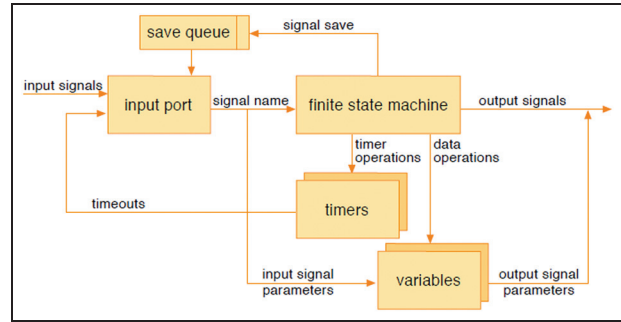 save queue
signal save
input signals
input port
signal name
finite state machine
output signals
timer
operations
data
operations
timeouts
timers
input signal
parameters
variables
output signal
parameters